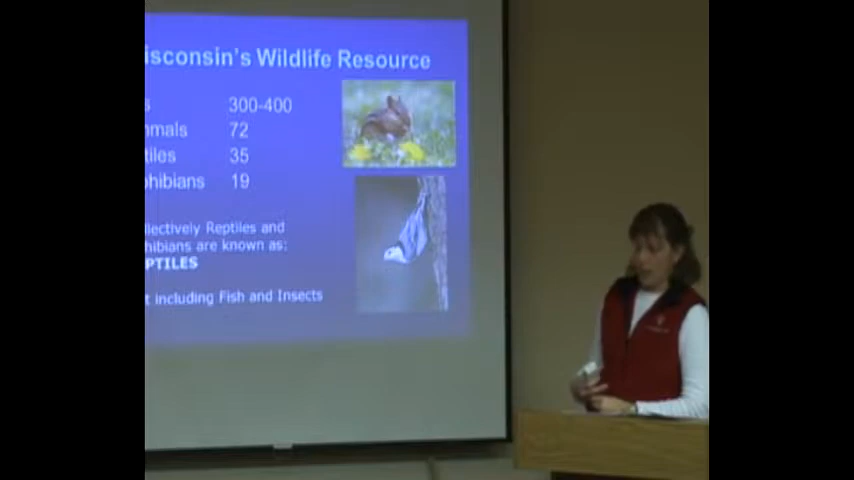 isconsin's Wildlife Resource
s 300-400
mmals 72
tiles 35
hibians 19
llectively Reptiles and
hibians are known as:
PTILES
t including Fish and Insects